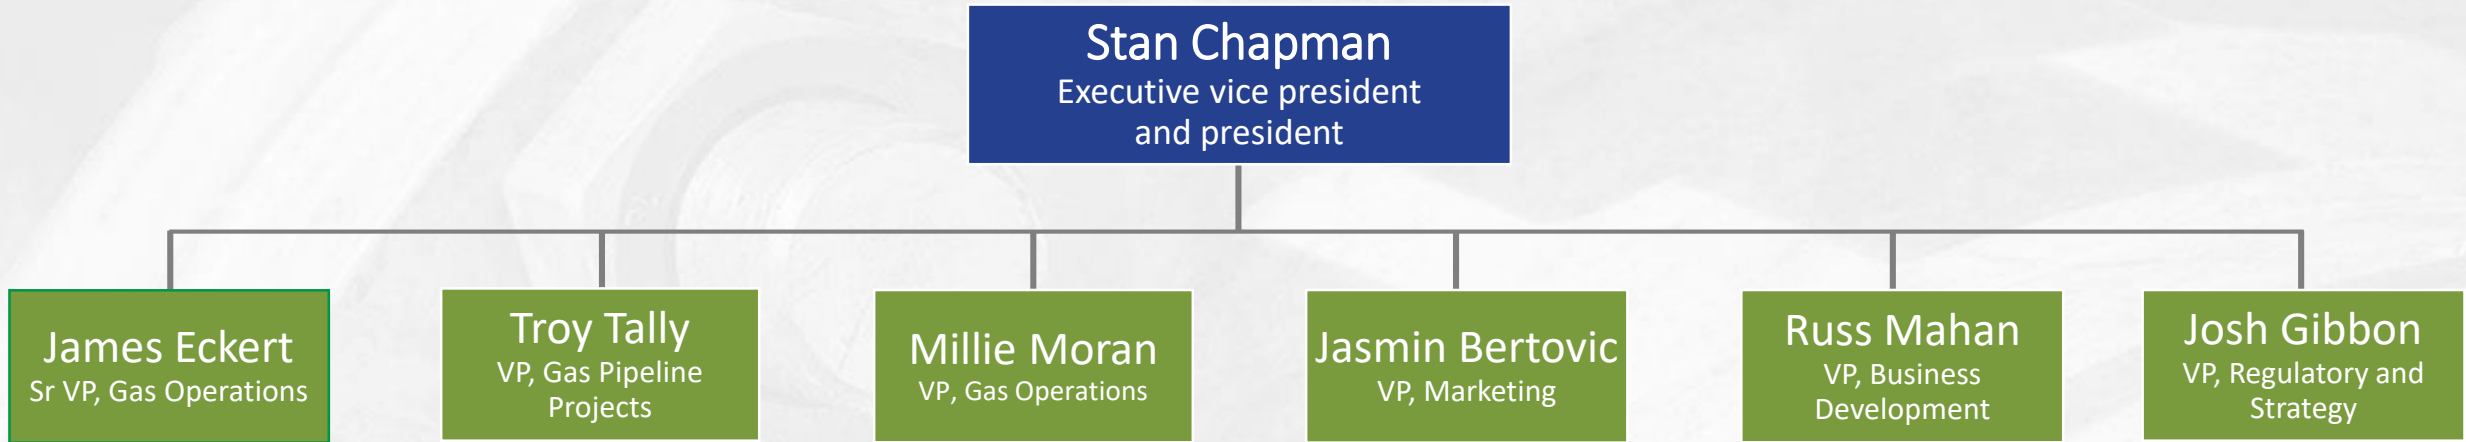 Stan Chapman
Executive vice president
and president
James Eckert
Sr VP, Gas Operations
Troy Tally
VP, Gas Pipeline
Projects
Millie Moran
VP, Gas Operations
Jasmin Bertovic
VP, Marketing
Russ Mahan
VP, Business
Development
Josh Gibbon
VP, Regulatory and
Strategy